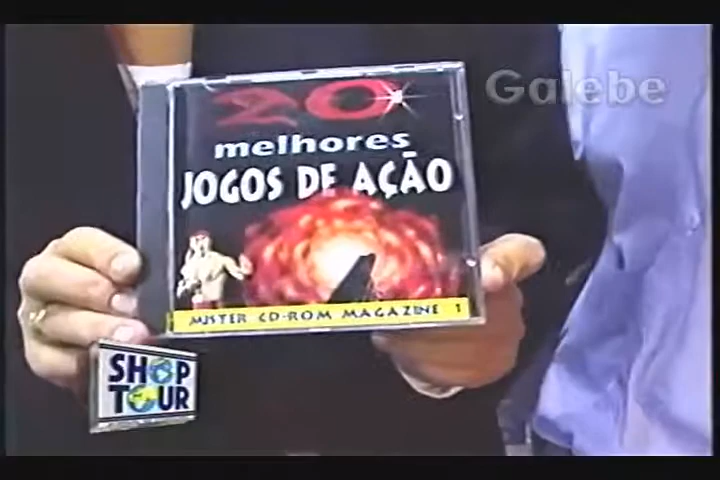 Galebe
20
melhores
JOGOS DE AÇÃO
MISTER CD-ROM MAGAZINE 1
SHOP
TOUR